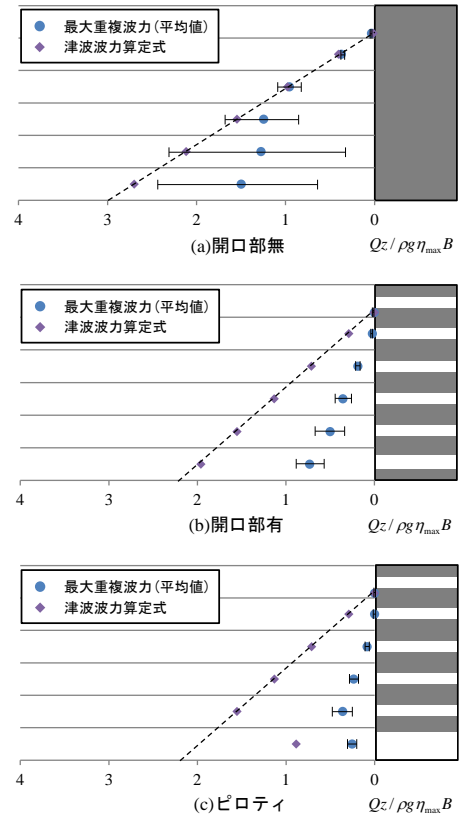 最大重複波力(平均値)
津波波力算定式
4 3 2 1 0
(a)開口部無 Qz/ρgηmaxB
最大重複波力(平均値)
津波波力算定式
4 3 2 1 0
(b)開口部有 Qz/ρgηmaxB
最大重複波力(平均値)
津波波力算定式
4 3 2 1 0
(c)ピロティ Qz/ρgηmaxB